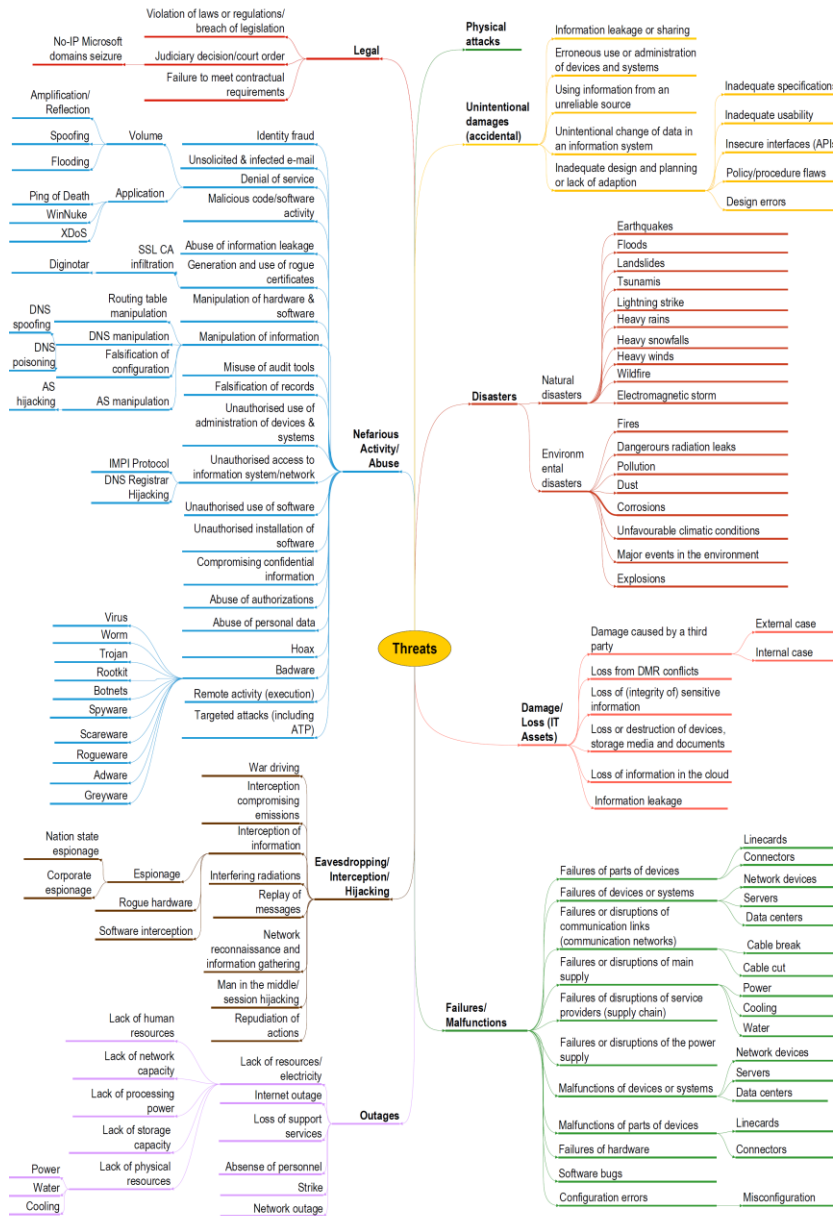 Violation of laws or regulations/
breach of legislation
No-IP Microsoft
domains seizure
Judiciary decision/court order
Failure to meet contractual
requirements
Legal
Amplification/
Reflection
Spoofing
Flooding
Volume
Ping of Death
WinNuke
XDoS
Application
Identity fraud
Unsolicited & infected e-mail
Denial of service
Malicious code/software
activity
Abuse of information leakage
Diginotar
SSL CA
infiltration
Generation and use of rogue
certificates
Manipulation of hardware &
software
DNS
spoofing
DNS
poisoning
AS
hijacking
Routing table
manipulation
DNS manipulation
Falsification of
configuration
AS manipulation
Manipulation of information
Misuse of audit tools
Falsification of records
Unauthorised use of
administration of devices &
systems
IMPI Protocol
DNS Registrar
Hijacking
Unauthorised access to
information system/network
Unauthorised use of software
Unauthorised installation of
software
Compromising confidential
information
Abuse of authorizations
Abuse of personal data
Hoax
Badware
Remote activity (execution)
Targeted attacks (including
ATP)
Virus
Worm
Trojan
Rootkit
Botnets
Spyware
Scareware
Rogueware
Adware
Greyware
Nefarious
Activity/
Abuse
War driving
Interception
compromising
emissions
Interception of
information
Nation state
espionage
Corporate
espionage
Espionage
Rogue hardware
Software interception
Interfering radiations
Replay of
messages
Network
reconnaissance and
information gathering
Man in the middle/
session hijacking
Repudiation of
actions
Eavesdropping/
Interception/
Hijacking
Lack of human
resources
Lack of network
capacity
Lack of processing
power
Lack of storage
capacity
Lack of physical
resources
Power
Water
Cooling
Lack of resources/
electricity
Internet outage
Loss of support
services
Absense of personnel
Strike
Network outage
Outages
Threats
Physical
attacks
Unintentional
damages
(accidental)
Information leakage or sharing
Erroneous use or administration
of devices and systems
Using information from an
unreliable source
Unintentional change of data in
an information system
Inadequate design and planning
or lack of adaption
Inadequate specifications
Inadequate usability
Insecure interfaces (APIs
Policy/procedure flaws
Design errors
Disasters
Natural
disasters
Earthquakes
Floods
Landslides
Tsunamis
Lightning strike
Heavy rains
Heavy snowfalls
Heavy winds
Wildfire
Electromagnetic storm
Environm
ental
disasters
Fires
Dangerous radiation leaks
Pollution
Dust
Corrosions
Unfavourable climatic conditions
Major events in the environment
Explosions
Damage/
Loss (IT
Assets)
Damage caused by a third
party
External case
Internal case
Loss from DMR conflicts
Loss of (integrity of) sensitive
information
Loss or destruction of devices,
storage media and documents
Loss of information in the cloud
Information leakage
Failures/
Malfunctions
Failures of parts of devices
Linecards
Connectors
Failures of devices or systems
Network devices
Servers
Data centers
Failures or disruptions of
communication links
(communication networks)
Cable break
Cable cut
Failures or disruptions of main
supply
Power
Cooling
Water
Failures of disruptions of service
providers (supply chain)
Failures or disruptions of the power
supply
Malfunctions of devices or systems
Network devices
Servers
Data centers
Malfunctions of parts of devices
Linecards
Connectors
Failures of hardware
Software bugs
Configuration errors
Misconfiguration